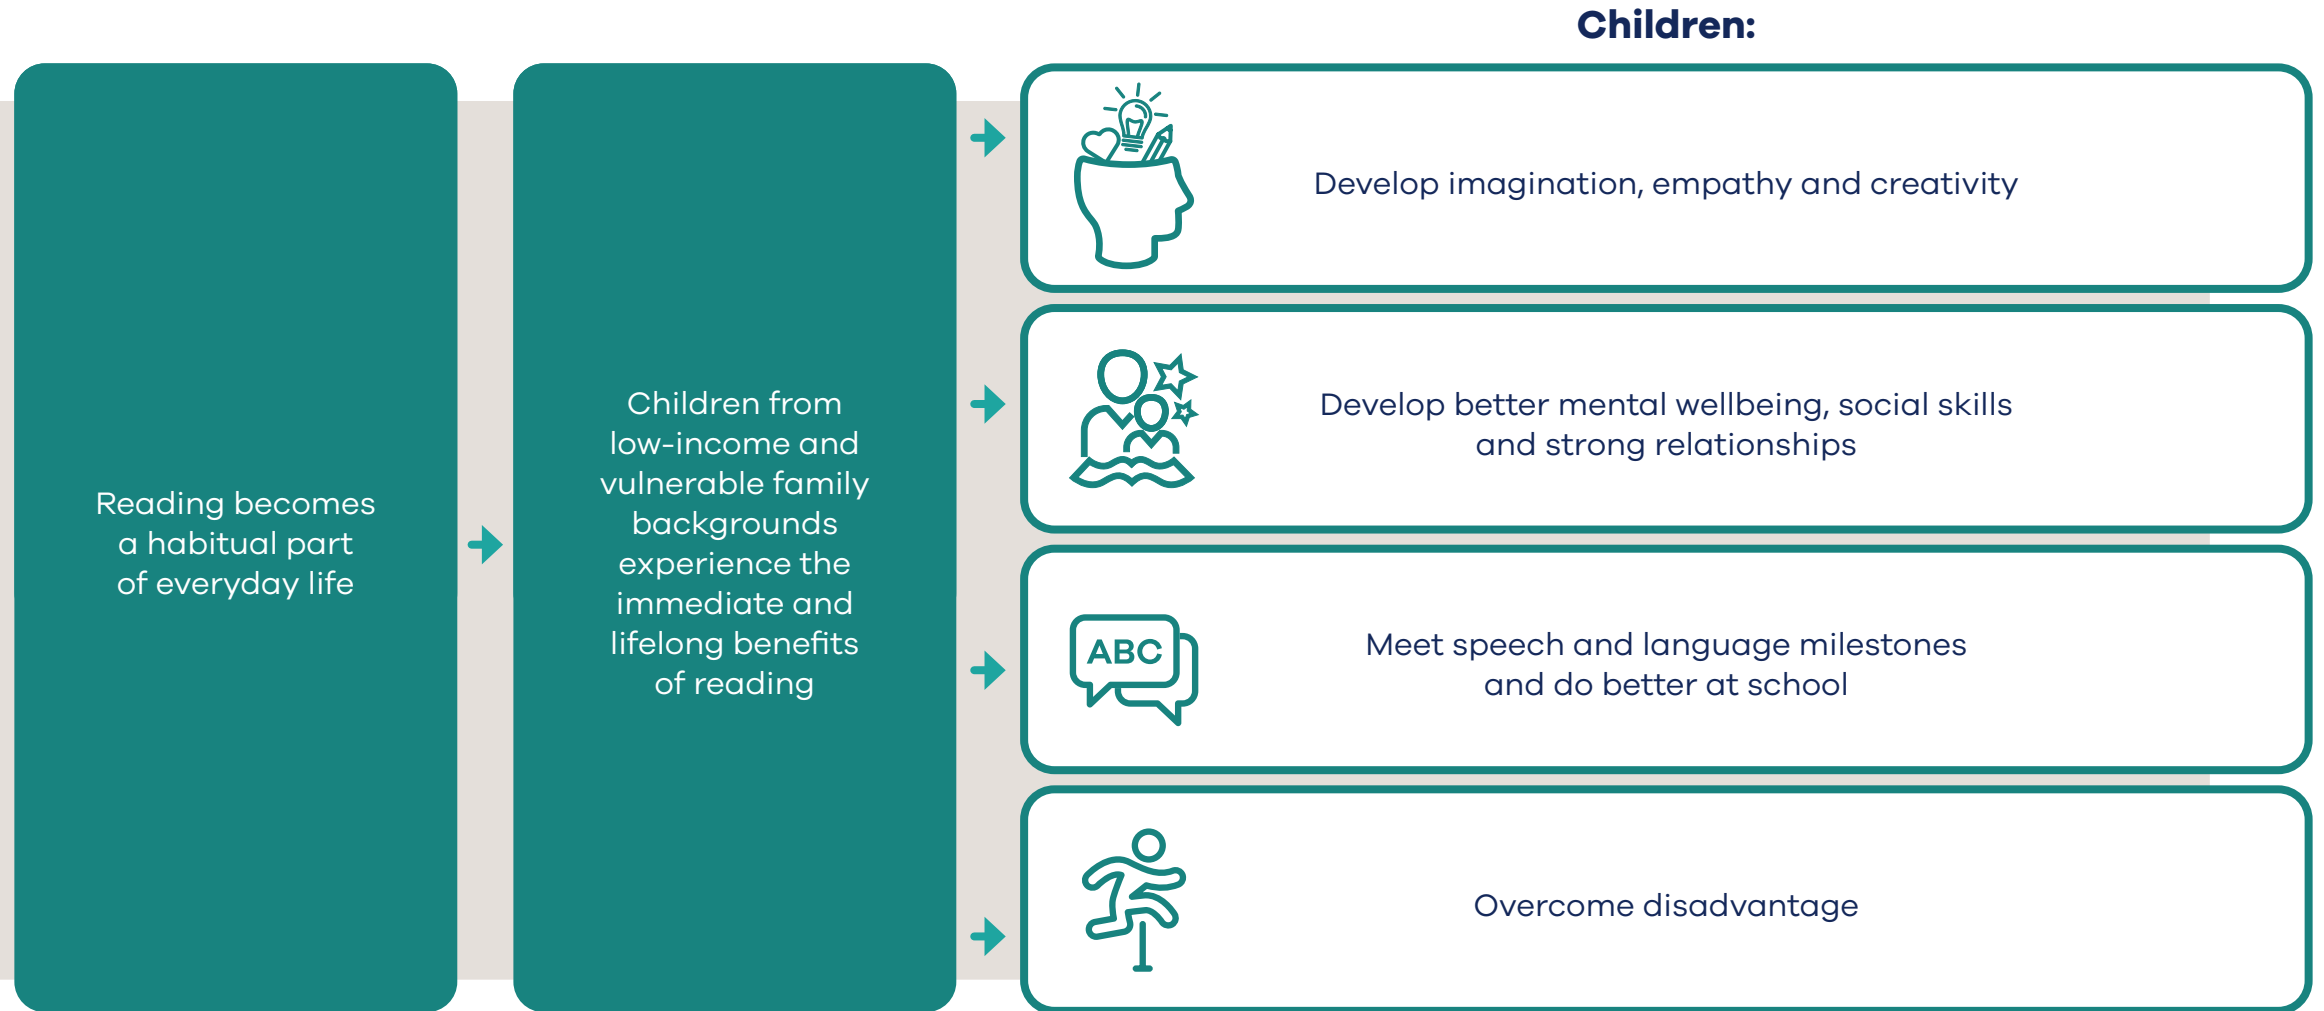 Children:
Reading becomes
a habitual part
of everyday life
Children from
low-income and
vulnerable family
backgrounds
experience the
immediate and
lifelong benefits
of reading
Develop imagination, empathy and creativity
Develop better mental wellbeing, social skills
and strong relationships
ABC
Meet speech and language milestones
and do better at school
Overcome disadvantage